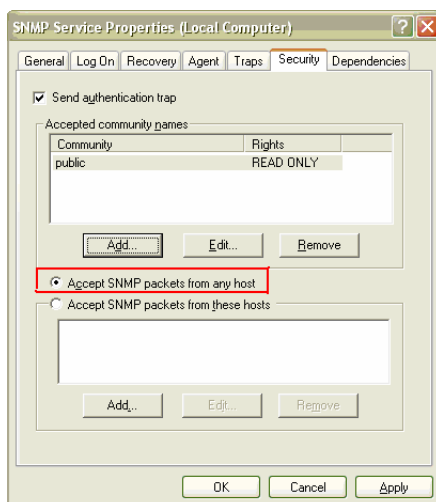 SNMP Service Properties (Local Computer)
General Log On Recovery Agent Traps Security Dependencies
Send authentication trap
Accepted community names
Community Rights
public READ ONLY
Add... Edit... Remove
Accept SNMP packets from any host
Accept SNMP packets from these hosts
Add... Edit... Remove
OK Cancel Apply